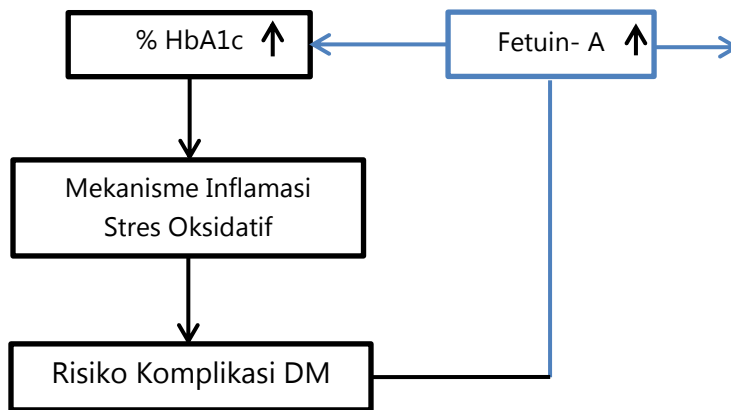 % HbA1c ↑
Fetuin- A ↑
Mekanisme Inflamasi
Stres Oksidatif
Risiko Komplikasi DM